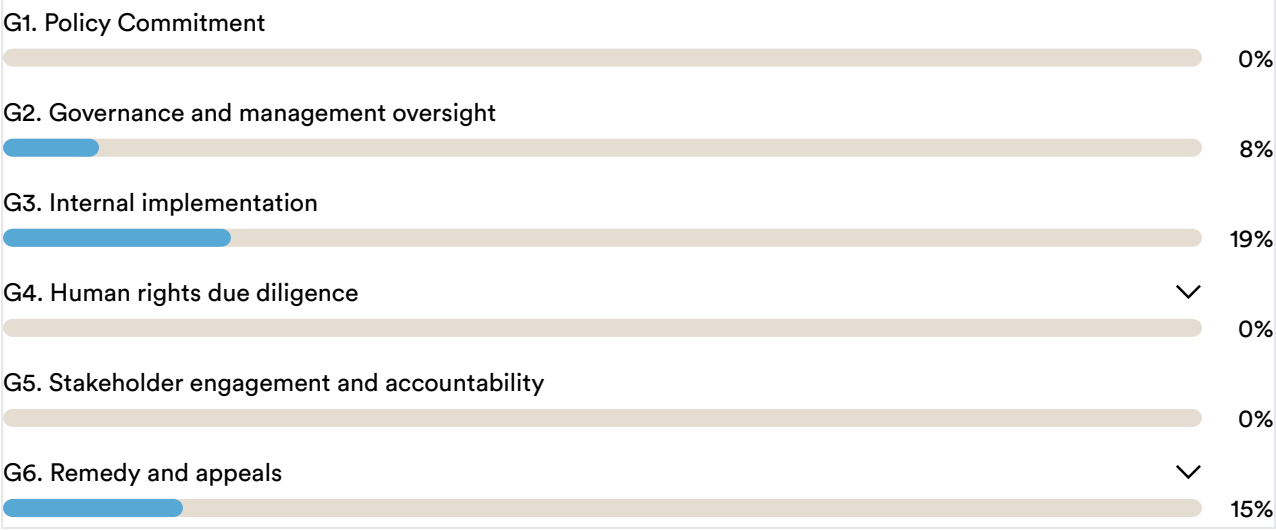 G1. Policy Commitment
0%
G2. Governance and management oversight
8%
G3. Internal implementation
19%
G4. Human rights due diligence
0%
G5. Stakeholder engagement and accountability
0%
G6. Remedy and appeals
15%